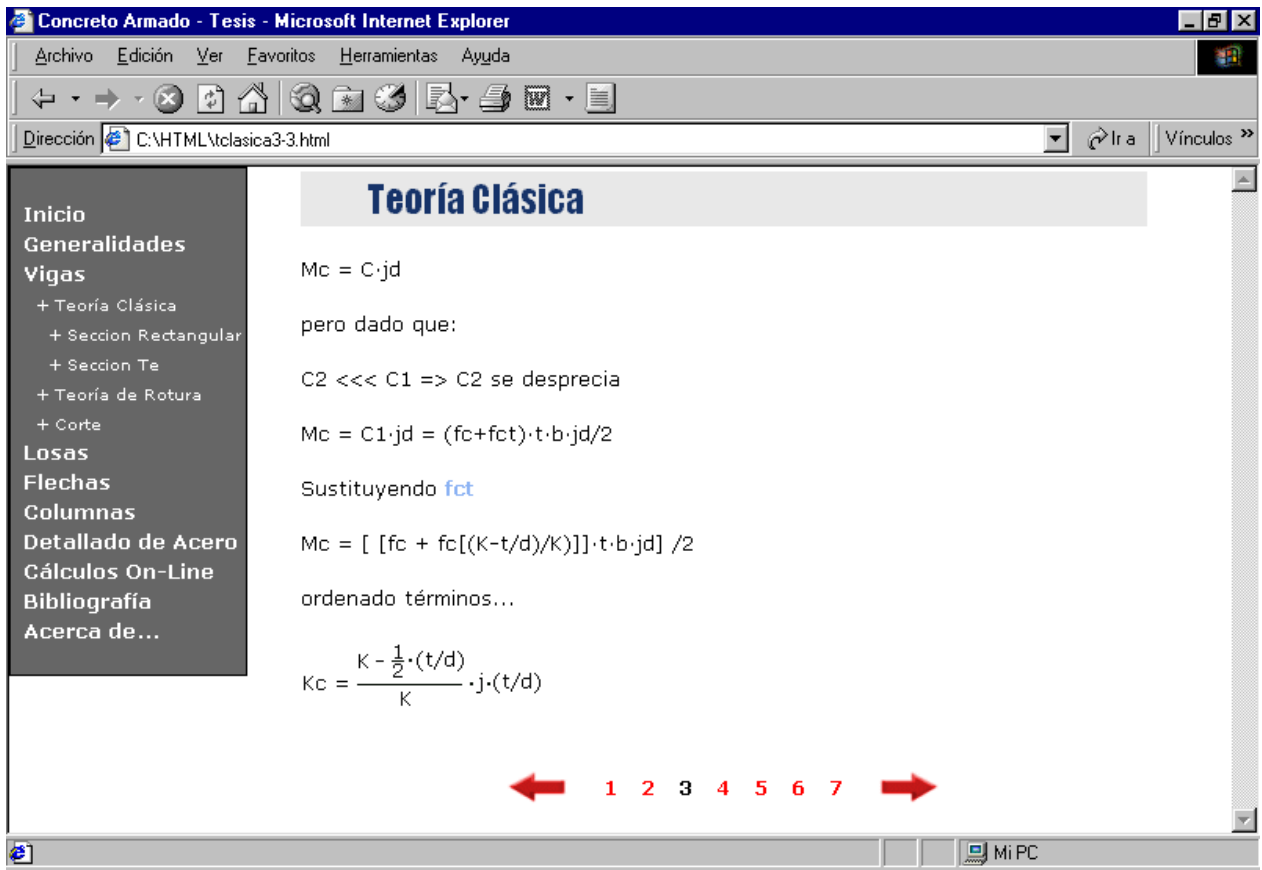 Concreto Armado - Tesis - Microsoft Internet Explorer
Archivo Edición Ver Favoritos Herramientas Ayuda
Dirección C:\HTML\tclasica3-3.html Ir a Vínculos »
Inicio
Generalidades
Vigas
+ Teoría Clásica
+ Seccion Rectangular
+ Seccion Te
+ Teoría de Rotura
+ Corte
Losas
Flechas
Columnas
Detallado de Acero
Cálculos On-Line
Bibliografía
Acerca de...
Teoría Clásica
Mc = C·jd
pero dado que:
C2 <<< C1 => C2 se desprecia
Mc = C1·jd = (fc+fct)·t·b·jd/2
Sustituyendo fct
Mc = [ [fc + fc[(K-t/d)/K)]]·t·b·jd] /2
ordenado términos...
Kc = (K - 1/2·(t/d))/K ·j·(t/d)
1 2 3 4 5 6 7
Mi PC